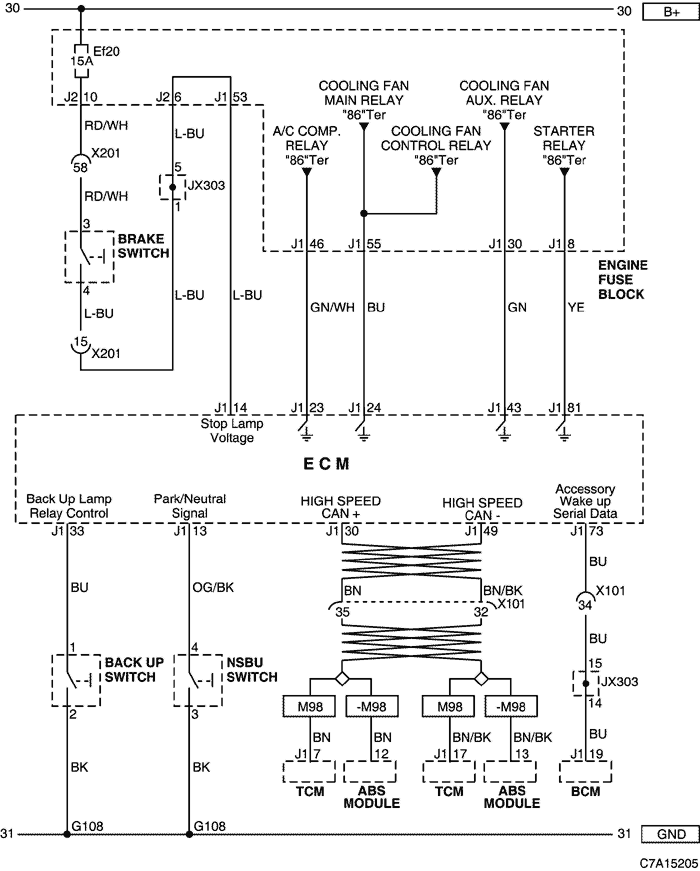 30
30
B+
Ef20
15A
J2 10
J2 6
J1 53
COOLING FAN
MAIN RELAY
"86"Ter
COOLING FAN
AUX. RELAY
"86"Ter
A/C COMP.
RELAY
"86"Ter
COOLING FAN
CONTROL RELAY
"86"Ter
STARTER
RELAY
"86"Ter
RD/WH
L-BU
X201
58
5
JX303
1
RD/WH
3
BRAKE
SWITCH
4
J1 46
J1 55
J1 30
J1 8
ENGINE
FUSE
BLOCK
L-BU
L-BU
L-BU
GN/WH
BU
GN
YE
15
X201
J1 14
J1 23
J1 24
J1 43
J1 81
Stop Lamp
Voltage
ECM
Back Up Lamp
Relay Control
Park/Neutral
Signal
HIGH SPEED
CAN +
HIGH SPEED
CAN -
Accessory
Wake up
Serial Data
J1 33
J1 13
J1 30
J1 49
J1 73
BU
OG/BK
BN
BN/BK
BU
35
32
X101
X101
34
BU
1
BACK UP
SWITCH
2
4
NSBU
SWITCH
3
15
JX303
14
M98
-M98
M98
-M98
BK
BK
BN
BN
BN/BK
BN/BK
BU
J1 7
12
J1 17
13
J1 19
TCM
ABS
MODULE
TCM
ABS
MODULE
BCM
31
G108
G108
31
GND
C7A15205